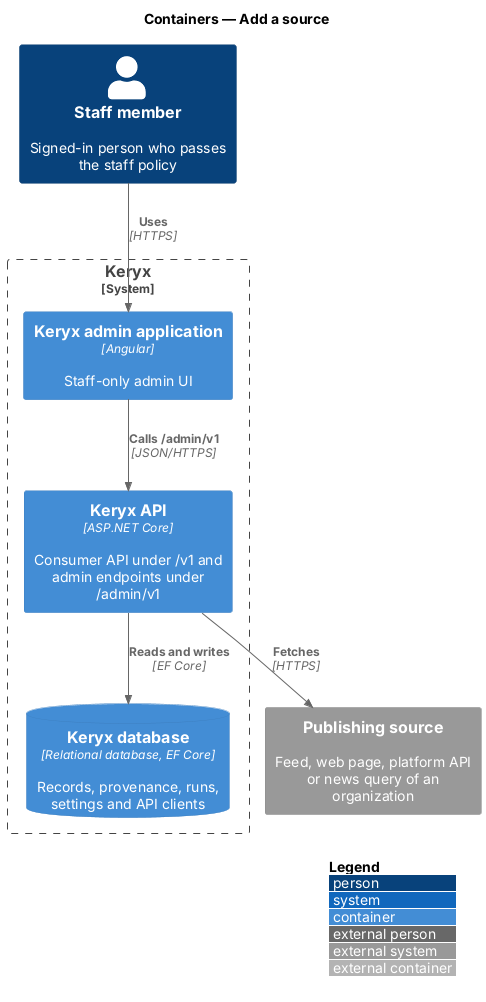 Containers — Add a source
Staff member
Signed-in person who passes
the staff policy
Uses
[HTTPS]
Keryx
[System]
Keryx admin application
[Angular]
Staff-only admin UI
Calls /admin/v1
[JSON/HTTPS]
Keryx API
[ASP.NET Core]
Consumer API under /v1 and
admin endpoints under
/admin/v1
Reads and writes
[EF Core]
Fetches
[HTTPS]
Keryx database
[Relational database, EF Core]
Records, provenance, runs,
settings and API clients
Publishing source
Feed, web page, platform API
or news query of an
organization
Legend
person
system
container
external person
external system
external container